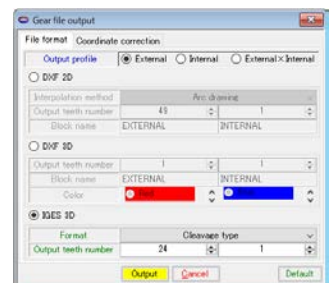 Gear file output
File format Coordinate correction
Output profile External Internal External×Internal
DXF 2D
Interpolation method Arc drawing
Output teeth number 49 1
Block name EXTERNAL INTERNAL
DXF 3D
Output teeth number 1 1
Block name EXTERNAL INTERNAL
Color Red
IGES 3D
Format Cleavage type
Output teeth number 24 1
Output Cancel Default